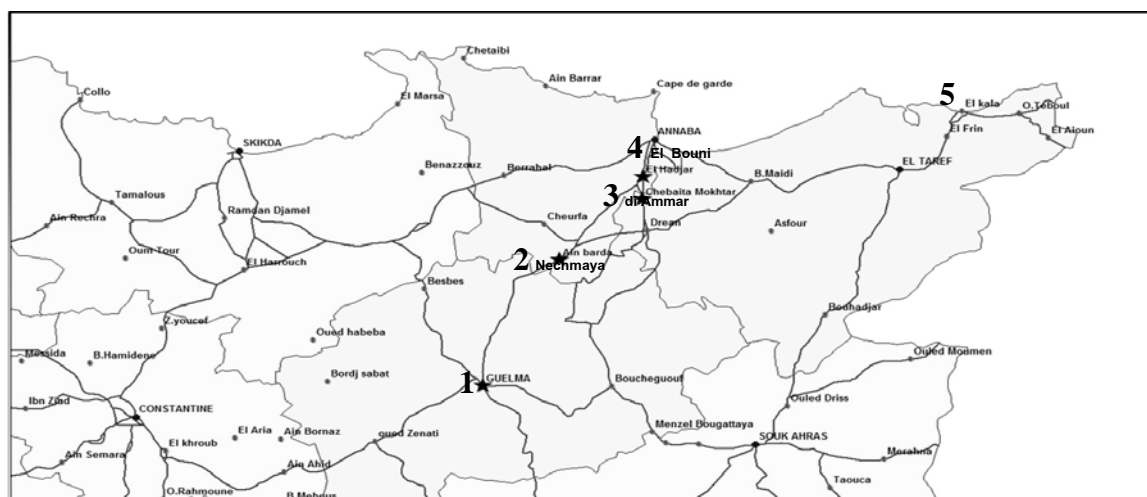 Chetaibi
Ain Barrar
Cape de garde
Collo
El Marsa
5
El kala
O.Teboul
El Frin
El Aioun
ANNABA
SKIKDA
4
El Bouni
Benazzouz
Berrahal
El Hadjar
EL TAREF
B.Maidi
3
Chebaita Mokhtar
di Ammar
Tamalous
Ramdan Djamel
Ain Rechra
Cheurfa
Drean
Asfour
Oum Tour
2
Ain barda
Nechmaya
El Harrouch
Besbes
Bouhadjar
Z.youcef
Oued habeba
Messida
B.Hamidene
Ouled Moumen
Bordj sabat
1
GUELMA
Boucheguouf
Ibn Ziad
CONSTANTINE
Ouled Driss
El Aria
Ain Bornaz
oued Zenati
Menzel Bougattaya
SOUK AHRAS
El khroub
Ain Semara
Ain Ahid
Morahna
Taouca
O.Rahmoune